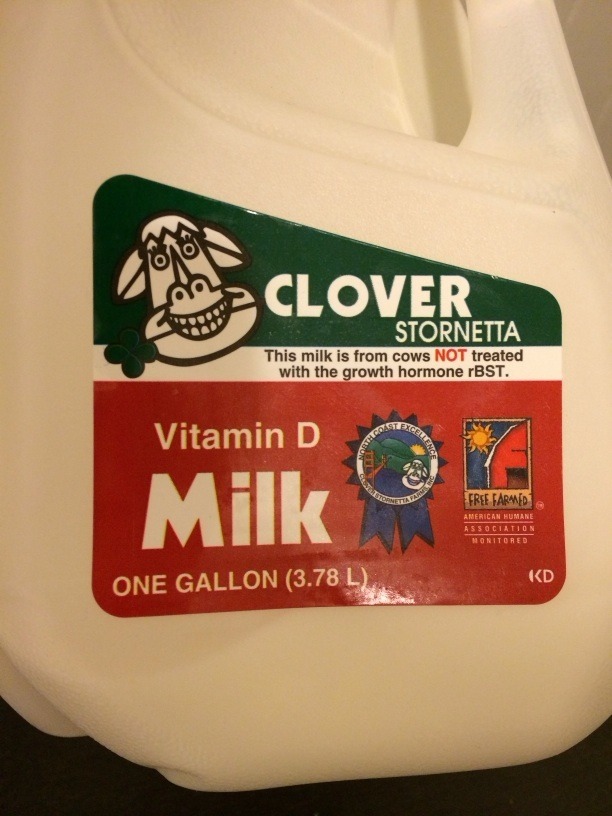 CLOVER
STORNETTA
This milk is from cows NOT treated
with the growth hormone rBST.
Vitamin D
Milk
ONE GALLON (3.78 L)
NORTH COAST EXCELLENCE
CLOVER STORNETTA FARMS, INC.
FREE FARMED
AMERICAN HUMANE
ASSOCIATION
MONITORED
KD